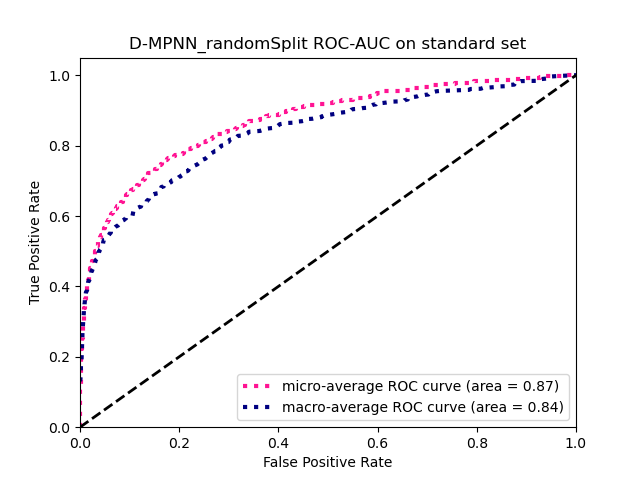 D-MPNN_randomSplit ROC-AUC on standard set
True Positive Rate
1.0
0.8
0.6
0.4
0.2
0.0
micro-average ROC curve (area = 0.87)
macro-average ROC curve (area = 0.84)
0.0 0.2 0.4 0.6 0.8 1.0
False Positive Rate